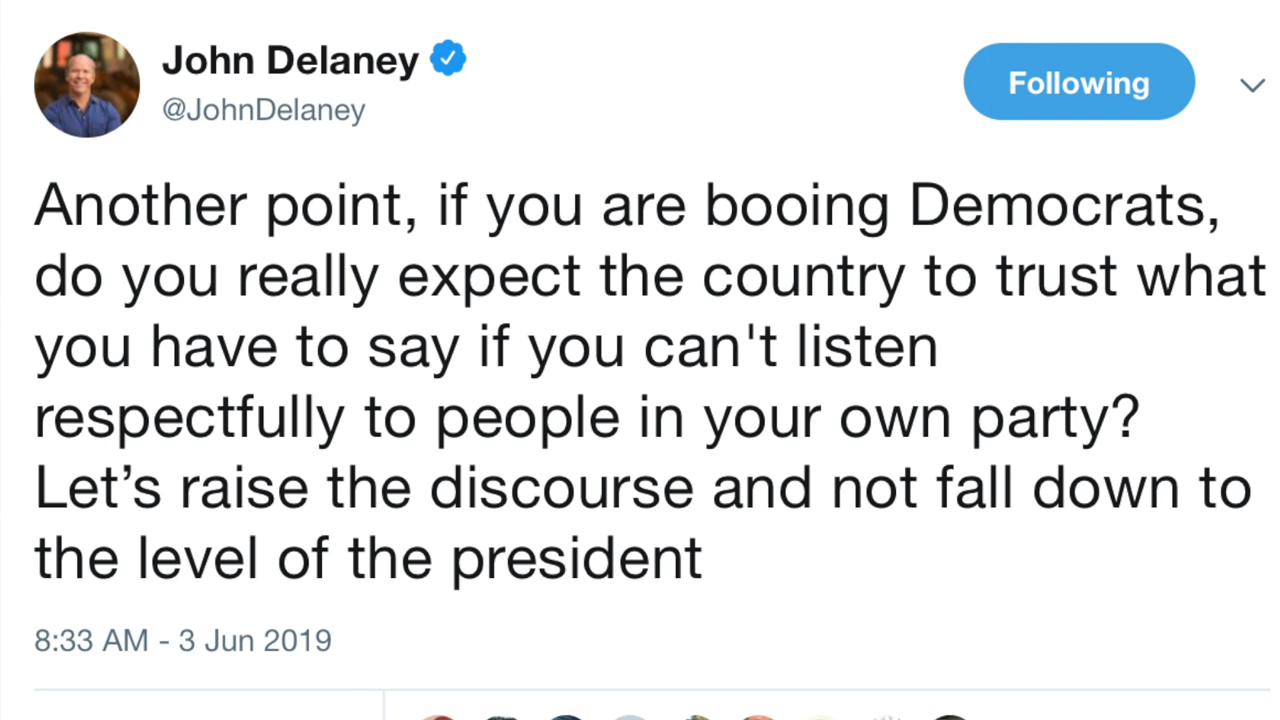 John Delaney
@JohnDelaney
Following
Another point, if you are booing Democrats,
do you really expect the country to trust what
you have to say if you can't listen
respectfully to people in your own party?
Let’s raise the discourse and not fall down to
the level of the president
8:33 AM - 3 Jun 2019